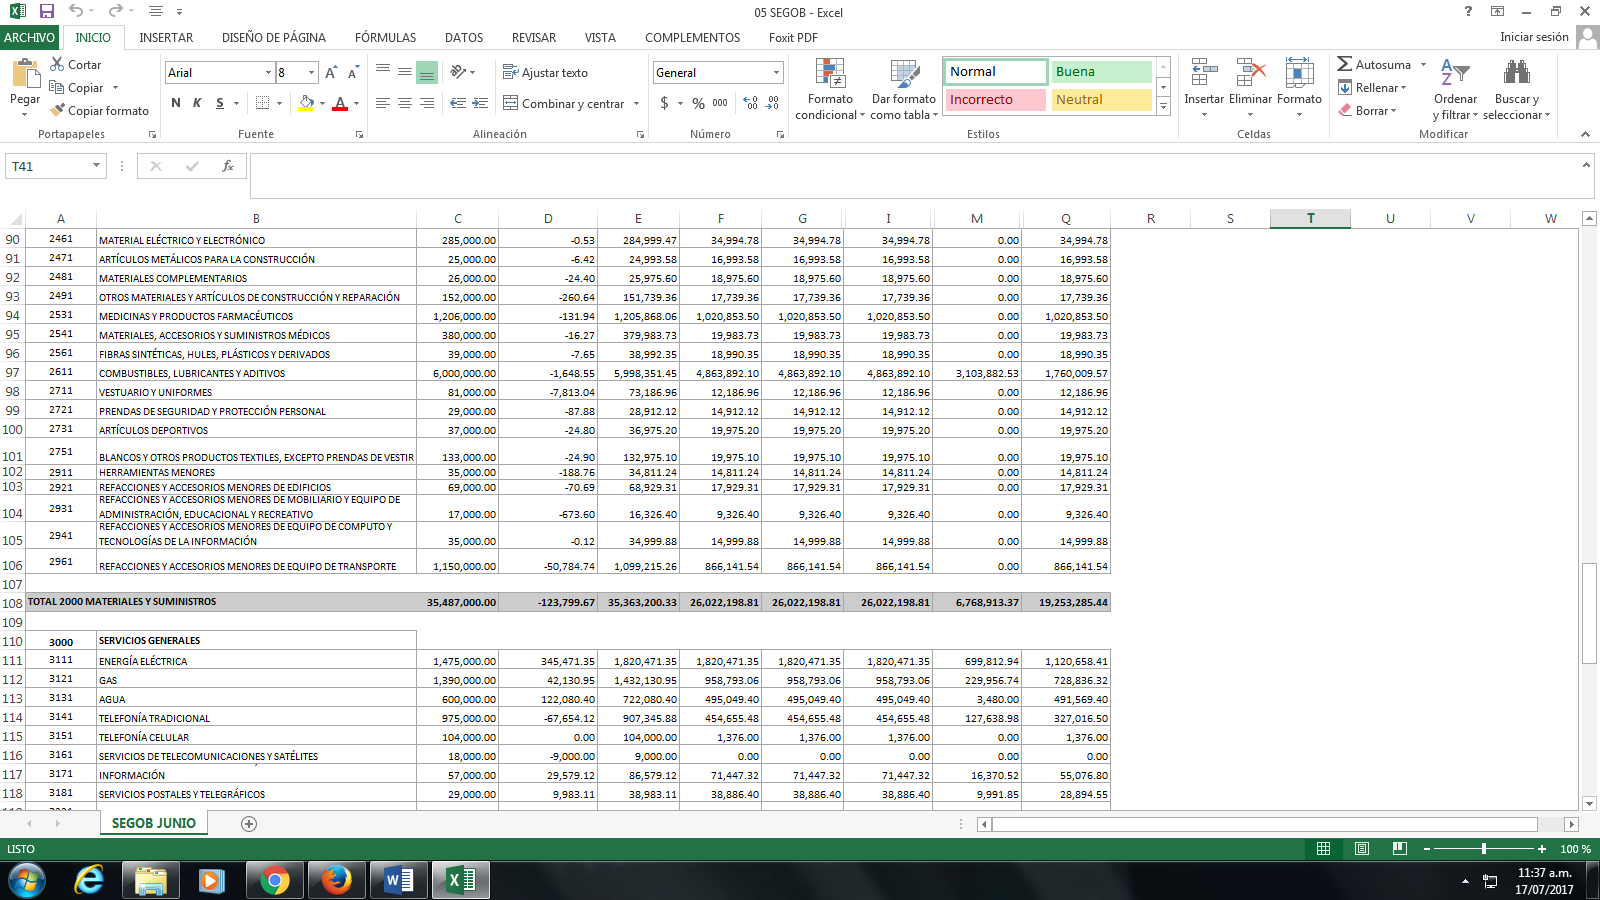 05 SEGOB - Excel
ARCHIVO INICIO INSERTAR DISEÑO DE PÁGINA FÓRMULAS DATOS REVISAR VISTA COMPLEMENTOS Foxit PDF Iniciar sesión
Pegar Cortar Copiar Copiar formato Portapapeles
Arial 8 N K S Fuente
Ajustar texto Combinar y centrar Alineación
General $ % 000 Número
Formato condicional Dar formato como tabla Normal Buena Incorrecto Neutral Estilos
Insertar Eliminar Formato Celdas
Autosuma Rellenar Borrar Ordenar y filtrar Buscar y seleccionar Modificar
T41 fx
A B C D E F G I M Q R S T U V W
90 2461 MATERIAL ELÉCTRICO Y ELECTRÓNICO 285,000.00 -0.53 284,999.47 34,994.78 34,994.78 34,994.78 0.00 34,994.78
91 2471 ARTÍCULOS METÁLICOS PARA LA CONSTRUCCIÓN 25,000.00 -6.42 24,993.58 16,993.58 16,993.58 16,993.58 0.00 16,993.58
92 2481 MATERIALES COMPLEMENTARIOS 26,000.00 -24.40 25,975.60 18,975.60 18,975.60 18,975.60 0.00 18,975.60
93 2491 OTROS MATERIALES Y ARTÍCULOS DE CONSTRUCCIÓN Y REPARACIÓN 152,000.00 -260.64 151,739.36 17,739.36 17,739.36 17,739.36 0.00 17,739.36
94 2531 MEDICINAS Y PRODUCTOS FARMACÉUTICOS 1,206,000.00 -131.94 1,205,868.06 1,020,853.50 1,020,853.50 1,020,853.50 0.00 1,020,853.50
95 2541 MATERIALES, ACCESORIOS Y SUMINISTROS MÉDICOS 380,000.00 -16.27 379,983.73 19,983.73 19,983.73 19,983.73 0.00 19,983.73
96 2561 FIBRAS SINTÉTICAS, HULES, PLÁSTICOS Y DERIVADOS 39,000.00 -7.65 38,992.35 18,990.35 18,990.35 18,990.35 0.00 18,990.35
97 2611 COMBUSTIBLES, LUBRICANTES Y ADITIVOS 6,000,000.00 -1,648.55 5,998,351.45 4,863,892.10 4,863,892.10 4,863,892.10 3,103,882.53 1,760,009.57
98 2711 VESTUARIO Y UNIFORMES 81,000.00 -7,813.04 73,186.96 12,186.96 12,186.96 12,186.96 0.00 12,186.96
99 2721 PRENDAS DE SEGURIDAD Y PROTECCIÓN PERSONAL 29,000.00 -87.88 28,912.12 14,912.12 14,912.12 14,912.12 0.00 14,912.12
100 2731 ARTÍCULOS DEPORTIVOS 37,000.00 -24.80 36,975.20 19,975.20 19,975.20 19,975.20 0.00 19,975.20
101 2751 BLANCOS Y OTROS PRODUCTOS TEXTILES, EXCEPTO PRENDAS DE VESTIR 133,000.00 -24.90 132,975.10 19,975.10 19,975.10 19,975.10 0.00 19,975.10
102 2911 HERRAMIENTAS MENORES 35,000.00 -188.76 34,811.24 14,811.24 14,811.24 14,811.24 0.00 14,811.24
103 2921 REFACCIONES Y ACCESORIOS MENORES DE EDIFICIOS 69,000.00 -70.69 68,929.31 17,929.31 17,929.31 17,929.31 0.00 17,929.31
REFACCIONES Y ACCESORIOS MENORES DE MOBILIARIO Y EQUIPO DE
104 2931 ADMINISTRACIÓN, EDUCACIONAL Y RECREATIVO 17,000.00 -673.60 16,326.40 9,326.40 9,326.40 9,326.40 0.00 9,326.40
REFACCIONES Y ACCESORIOS MENORES DE EQUIPO DE COMPUTO Y
105 2941 TECNOLOGÍAS DE LA INFORMACIÓN 35,000.00 -0.12 34,999.88 14,999.88 14,999.88 14,999.88 0.00 14,999.88
106 2961 REFACCIONES Y ACCESORIOS MENORES DE EQUIPO DE TRANSPORTE 1,150,000.00 -50,784.74 1,099,215.26 866,141.54 866,141.54 866,141.54 0.00 866,141.54
107
108 TOTAL 2000 MATERIALES Y SUMINISTROS 35,487,000.00 -123,799.67 35,363,200.33 26,022,198.81 26,022,198.81 26,022,198.81 6,768,913.37 19,253,285.44
109
110 3000 SERVICIOS GENERALES
111 3111 ENERGÍA ELÉCTRICA 1,475,000.00 345,471.35 1,820,471.35 1,820,471.35 1,820,471.35 1,820,471.35 699,812.94 1,120,658.41
112 3121 GAS 1,390,000.00 42,130.95 1,432,130.95 958,793.06 958,793.06 958,793.06 229,956.74 728,836.32
113 3131 AGUA 600,000.00 122,080.40 722,080.40 495,049.40 495,049.40 495,049.40 3,480.00 491,569.40
114 3141 TELEFONÍA TRADICIONAL 975,000.00 -67,654.12 907,345.88 454,655.48 454,655.48 454,655.48 127,638.98 327,016.50
115 3151 TELEFONÍA CELULAR 104,000.00 0.00 104,000.00 1,376.00 1,376.00 1,376.00 0.00 1,376.00
116 3161 SERVICIOS DE TELECOMUNICACIONES Y SATÉLITES 18,000.00 -9,000.00 9,000.00 0.00 0.00 0.00 0.00 0.00
117 3171 INFORMACIÓN 57,000.00 29,579.12 86,579.12 71,447.32 71,447.32 71,447.32 16,370.52 55,076.80
118 3181 SERVICIOS POSTALES Y TELEGRÁFICOS 29,000.00 9,983.11 38,983.11 38,886.40 38,886.40 38,886.40 9,991.85 28,894.55
SEGOB JUNIO
LISTO 100 %
11:37 a.m.
17/07/2017